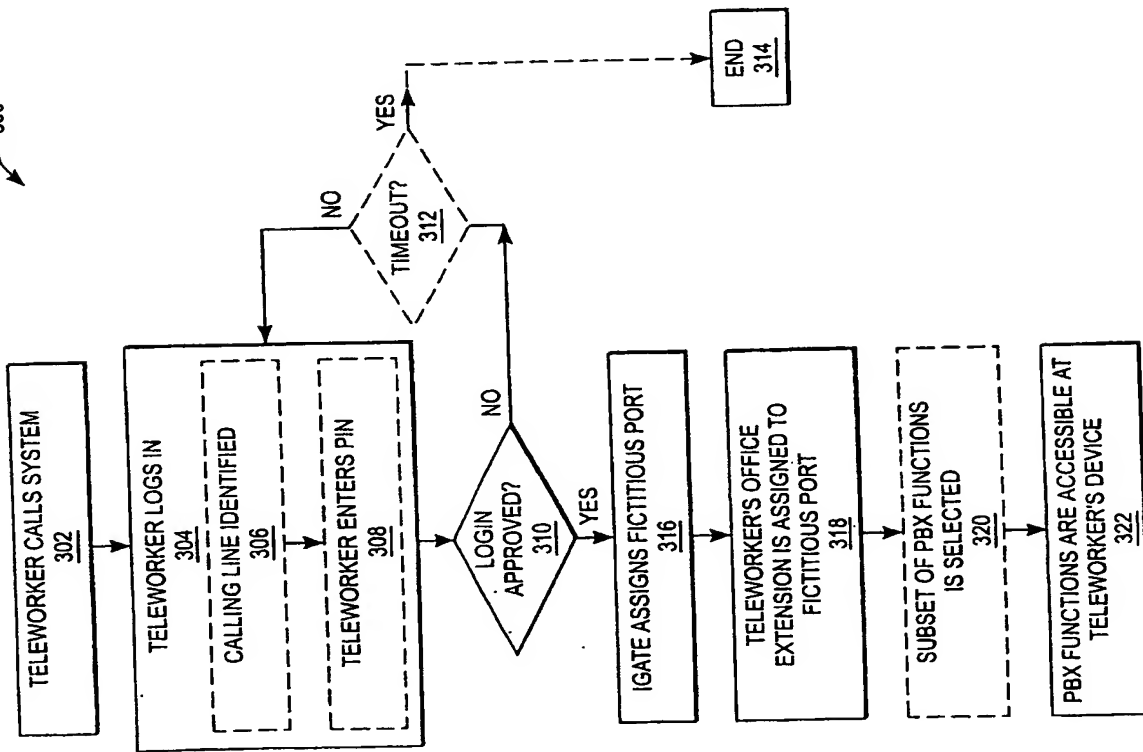 TELEWORKER CALLS SYSTEM
302
TELEWORKER LOGS IN
304
CALLING LINE IDENTIFIED
306
TELEWORKER ENTERS PIN
308
LOGIN
APPROVED?
310
NO
YES
TIMEOUT?
312
NO
YES
END
314
IGATE ASSIGNS FICTITIOUS PORT
316
TELEWORKER'S OFFICE
EXTENSION IS ASSIGNED TO
FICTITIOUS PORT
318
SUBSET OF PBX FUNCTIONS
IS SELECTED
320
PBX FUNCTIONS ARE ACCESSIBLE AT
TELEWORKER'S DEVICE
322